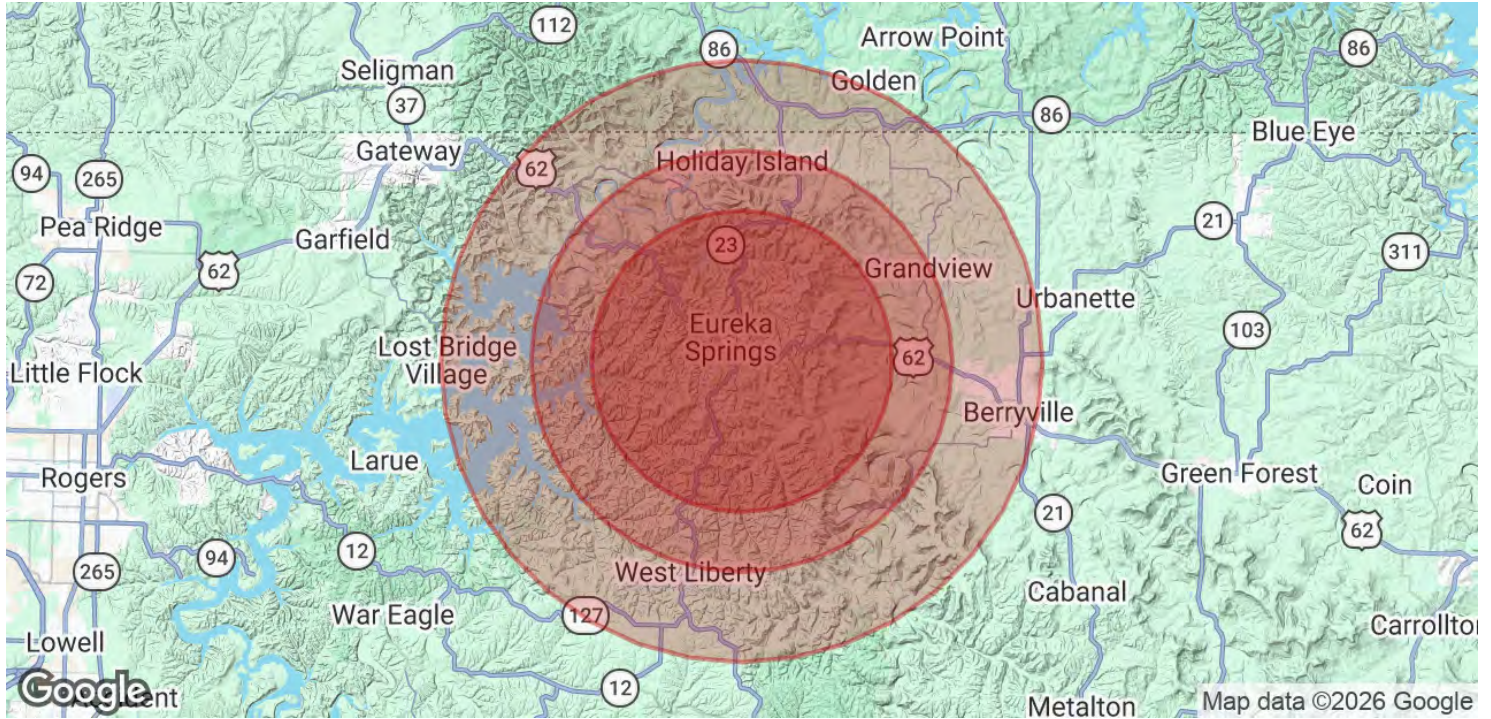 112
86
Arrow Point
86
Seligman
Golden
37
86
Gateway
Blue Eye
94
265
62
Holiday Island
Pea Ridge
21
Garfield
23
311
62
72
Grandview
Urbanette
Eureka
Springs
103
Lost Bridge
Village
62
Little Flock
Berryville
Larue
Rogers
Green Forest
Coin
21
62
94
12
265
West Liberty
Cabanal
War Eagle
127
Carrollton
Lowell
12
Google
Metalton
Map data ©2026 Google